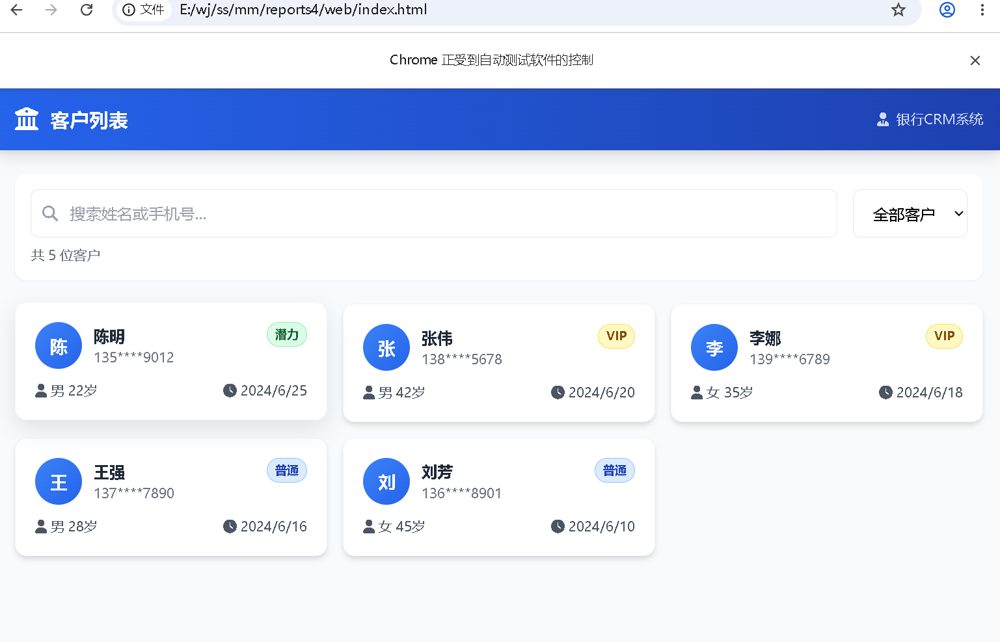 文件 E:/wj/ss/mm/reports4/web/index.html
Chrome 正受到自动测试软件的控制
客户列表
银行CRM系统
搜索姓名或手机号...
全部客户
共 5 位客户
陈
陈明
潜力
135****9012
男 22岁
2024/6/25
张
张伟
VIP
138****5678
男 42岁
2024/6/20
李
李娜
VIP
139****6789
女 35岁
2024/6/18
王
王强
普通
137****7890
男 28岁
2024/6/16
刘
刘芳
普通
136****8901
女 45岁
2024/6/10